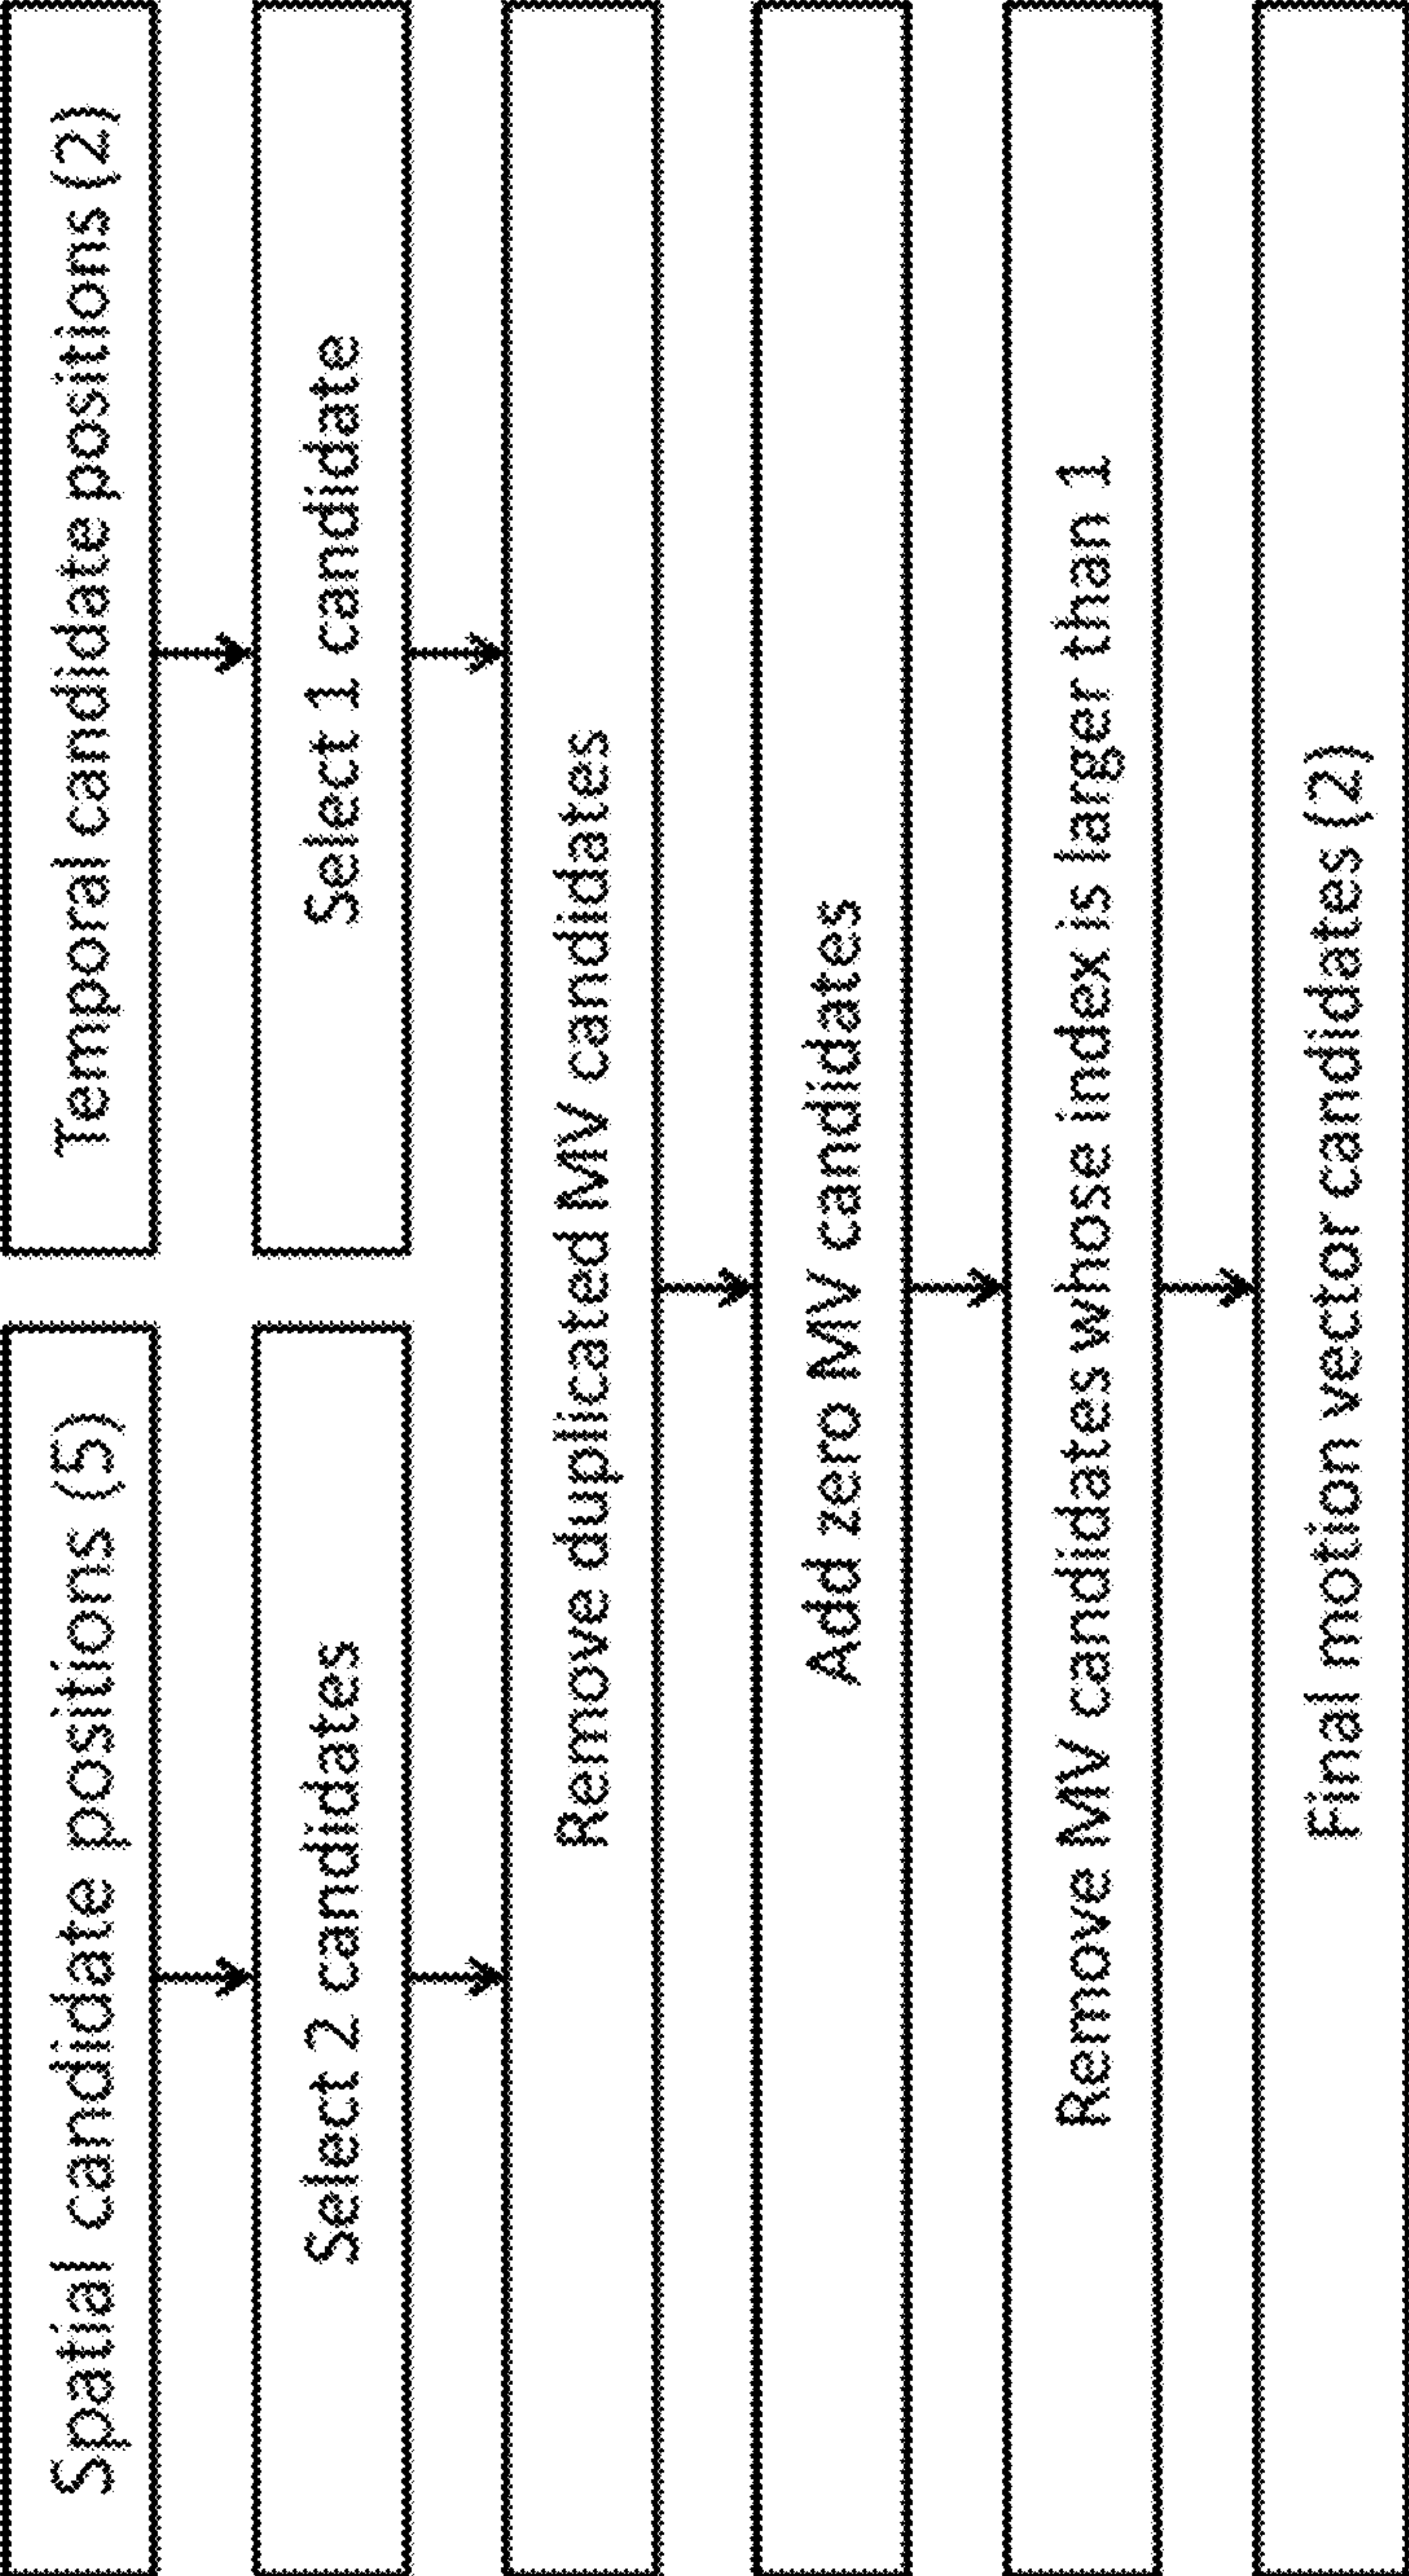 Spatial candidate positions (5)
Temporal candidate positions (2)
Select 2 candidates
Select 1 candidate
Remove duplicated MV candidates
Add zero MV candidates
Remove MV candidates whose index is larger than 1
Final motion vector candidates (2)